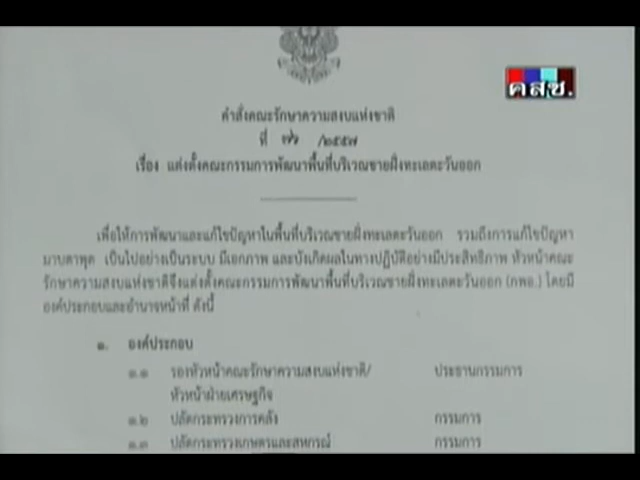 คสช.
คำสั่งคณะรักษาความสงบแห่งชาติ
ที่ ๗๖ /๒๕๕๗
เรื่อง แต่งตั้งคณะกรรมการพัฒนาพื้นที่บริเวณชายฝั่งทะเลตะวันออก
เพื่อให้การพัฒนาและแก้ไขปัญหาในพื้นที่บริเวณชายฝั่งทะเลตะวันออก รวมถึงการแก้ไขปัญหา
มาบตาพุด เป็นไปอย่างเป็นระบบ มีเอกภาพ และบังเกิดผลในทางปฏิบัติอย่างมีประสิทธิภาพ หัวหน้าคณะ
รักษาความสงบแห่งชาติจึงแต่งตั้งคณะกรรมการพัฒนาพื้นที่บริเวณชายฝั่งทะเลตะวันออก (กพอ.) โดยมี
องค์ประกอบและอำนาจหน้าที่ ดังนี้
๑. องค์ประกอบ
๑.๑ รองหัวหน้าคณะรักษาความสงบแห่งชาติ/ ประธานกรรมการ
หัวหน้าฝ่ายเศรษฐกิจ
๑.๒ ปลัดกระทรวงการคลัง กรรมการ
๑.๓ ปลัดกระทรวงเกษตรและสหกรณ์ กรรมการ